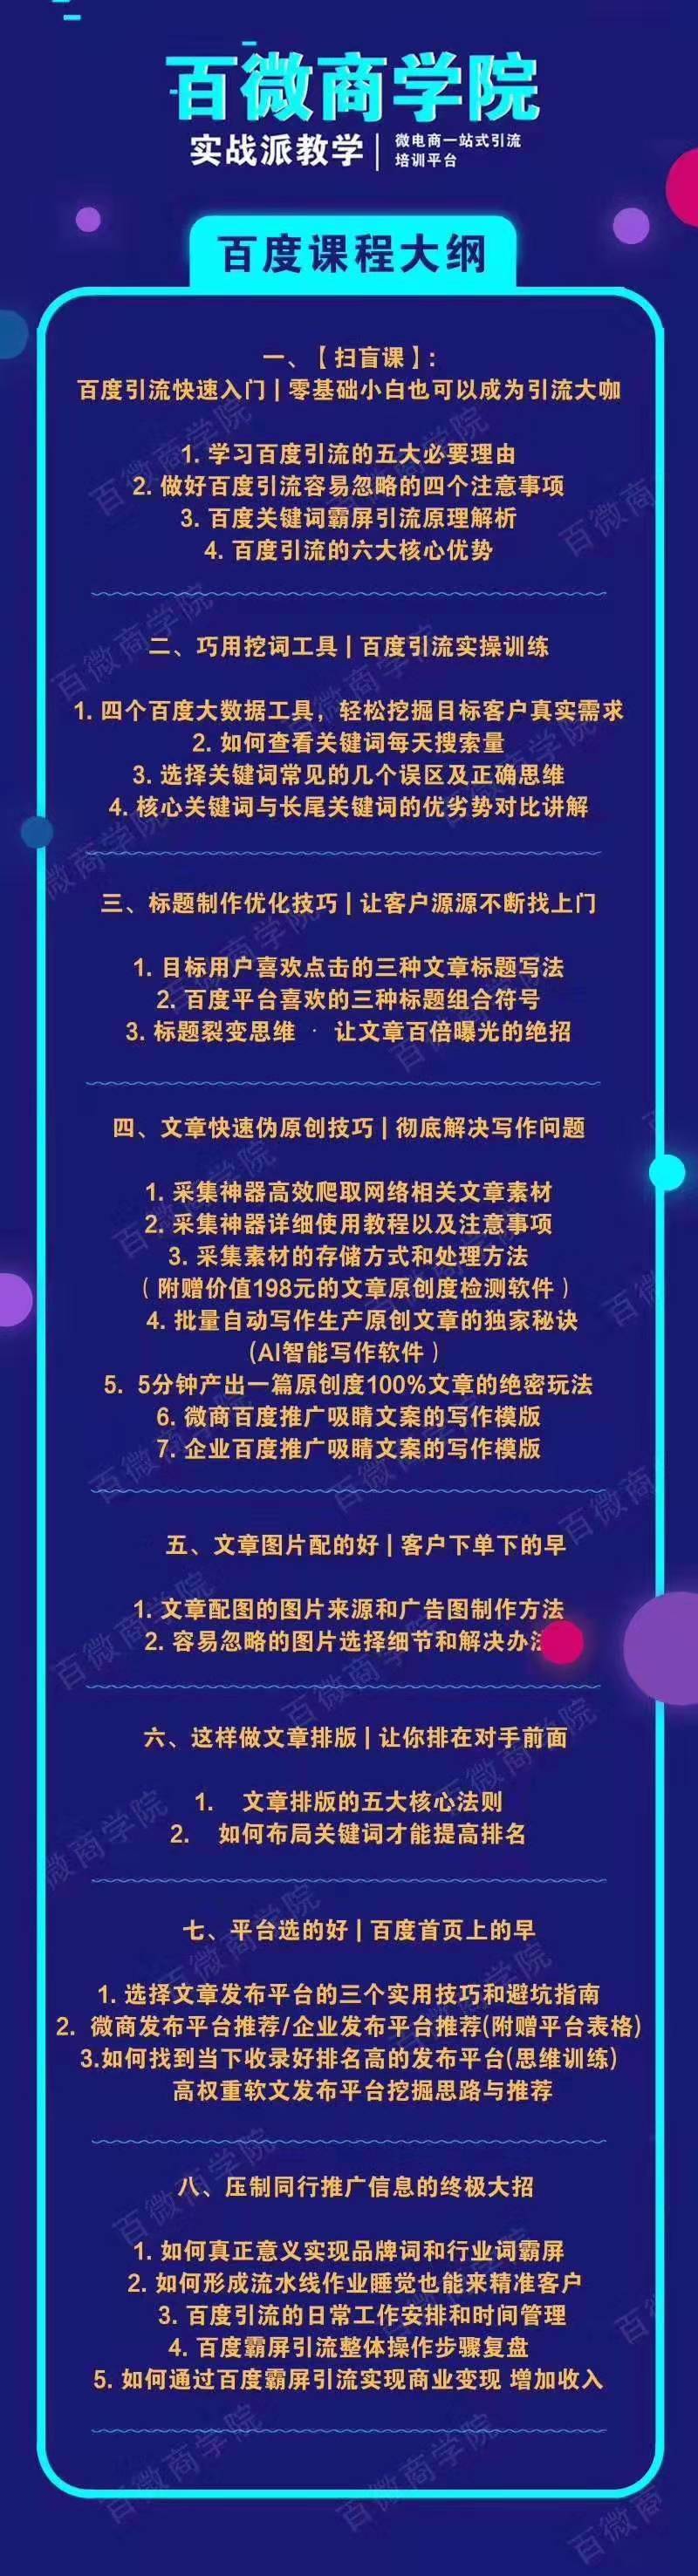 百微商学院
实战派教学
微电商一站式引流
培训平台
百度课程大纲
一、【扫盲课】：
百度引流快速入门 | 零基础小白也可以成为引流大咖
1. 学习百度引流的五大必要理由
2. 做好百度引流容易忽略的四个注意事项
3. 百度关键词霸屏引流原理解析
4. 百度引流的六大核心优势
二、巧用挖词工具 | 百度引流实操训练
1. 四个百度大数据工具，轻松挖掘目标客户真实需求
2. 如何查看关键词每天搜索量
3. 选择关键词常见的几个误区及正确思维
4. 核心关键词与长尾关键词的优劣势对比讲解
三、标题制作优化技巧 | 让客户源源不断找上门
1. 目标用户喜欢点击的三种文章标题写法
2. 百度平台喜欢的三种标题组合符号
3. 标题裂变思维 · 让文章百倍曝光的绝招
四、文章快速伪原创技巧 | 彻底解决写作问题
1. 采集神器高效爬取网络相关文章素材
2. 采集神器详细使用教程以及注意事项
3. 采集素材的存储方式和处理方法
（附赠价值198元的文章原创度检测软件）
4. 批量自动写作生产原创文章的独家秘诀
(AI智能写作软件）
5. 5分钟产出一篇原创度100%文章的绝密玩法
6. 微商百度推广吸睛文案的写作模版
7. 企业百度推广吸睛文案的写作模版
五、文章图片配的好 | 客户下单下的早
1. 文章配图的图片来源和广告图制作方法
2. 容易忽略的图片选择细节和解决办法
六、这样做文章排版 | 让你排在对手前面
1. 文章排版的五大核心法则
2. 如何布局关键词才能提高排名
七、平台选的好 | 百度首页上的早
1. 选择文章发布平台的三个实用技巧和避坑指南
2. 微商发布平台推荐/企业发布平台推荐(附赠平台表格)
3.如何找到当下收录好排名高的发布平台(思维训练)
高权重软文发布平台挖掘思路与推荐
八、压制同行推广信息的终极大招
1. 如何真正意义实现品牌词和行业词霸屏
2. 如何形成流水线作业睡觉也能来精准客户
3. 百度引流的日常工作安排和时间管理
4. 百度霸屏引流整体操作步骤复盘
5. 如何通过百度霸屏引流实现商业变现 增加收入